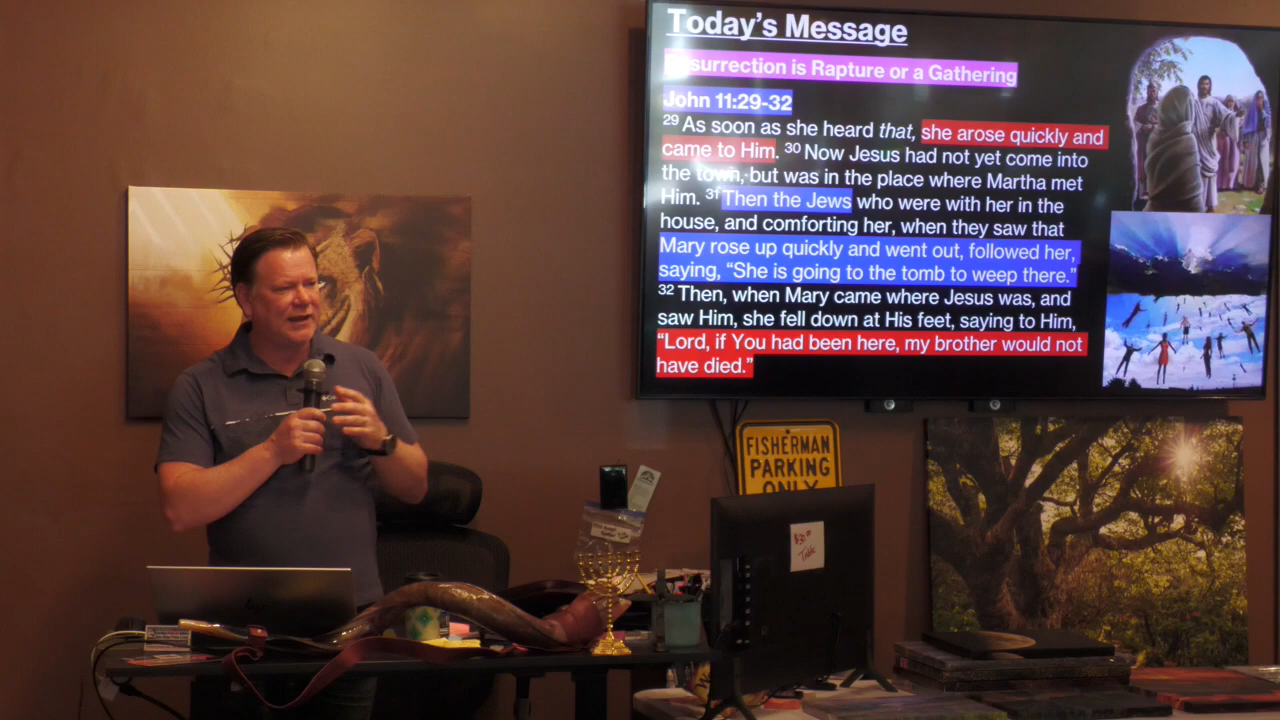 Today's Message
surrection is Rapture or a Gathering
John 11:29-32
29 As soon as she heard that, she arose quickly and
came to Him. 30 Now Jesus had not yet come into
the town, but was in the place where Martha met
Him. 31 Then the Jews who were with her in the
house, and comforting her, when they saw that
Mary rose up quickly and went out, followed her,
saying, “She is going to the tomb to weep there.”
32 Then, when Mary came where Jesus was, and
saw Him, she fell down at His feet, saying to Him,
“Lord, if You had been here, my brother would not
have died.”
FISHERMAN
PARKING
ONLY
$30.00
Table